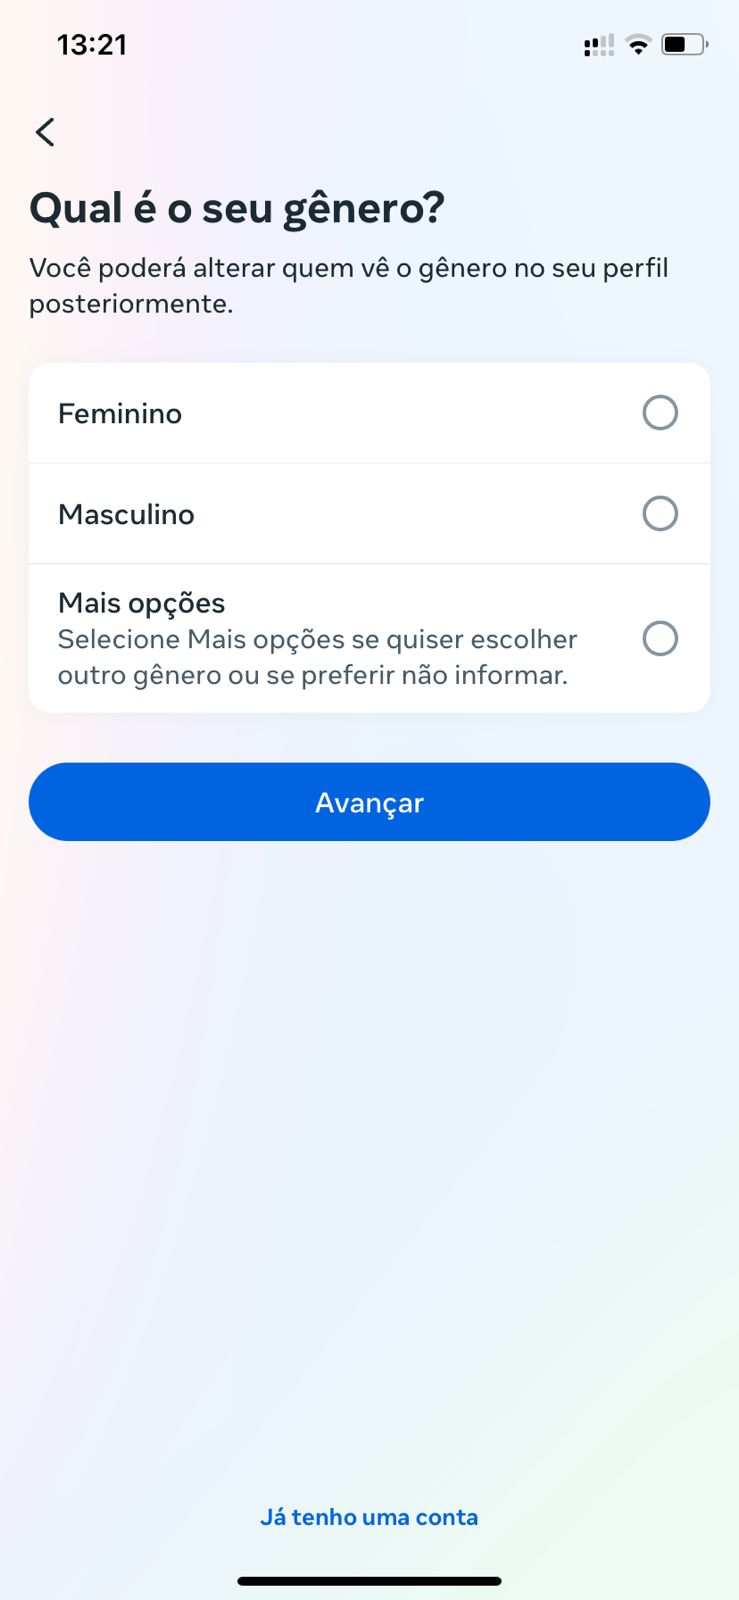 13:21
Qual é o seu gênero?
Você poderá alterar quem vê o gênero no seu perfil
posteriormente.
Feminino
Masculino
Mais opções
Selecione Mais opções se quiser escolher
outro gênero ou se preferir não informar.
Avançar
Já tenho uma conta